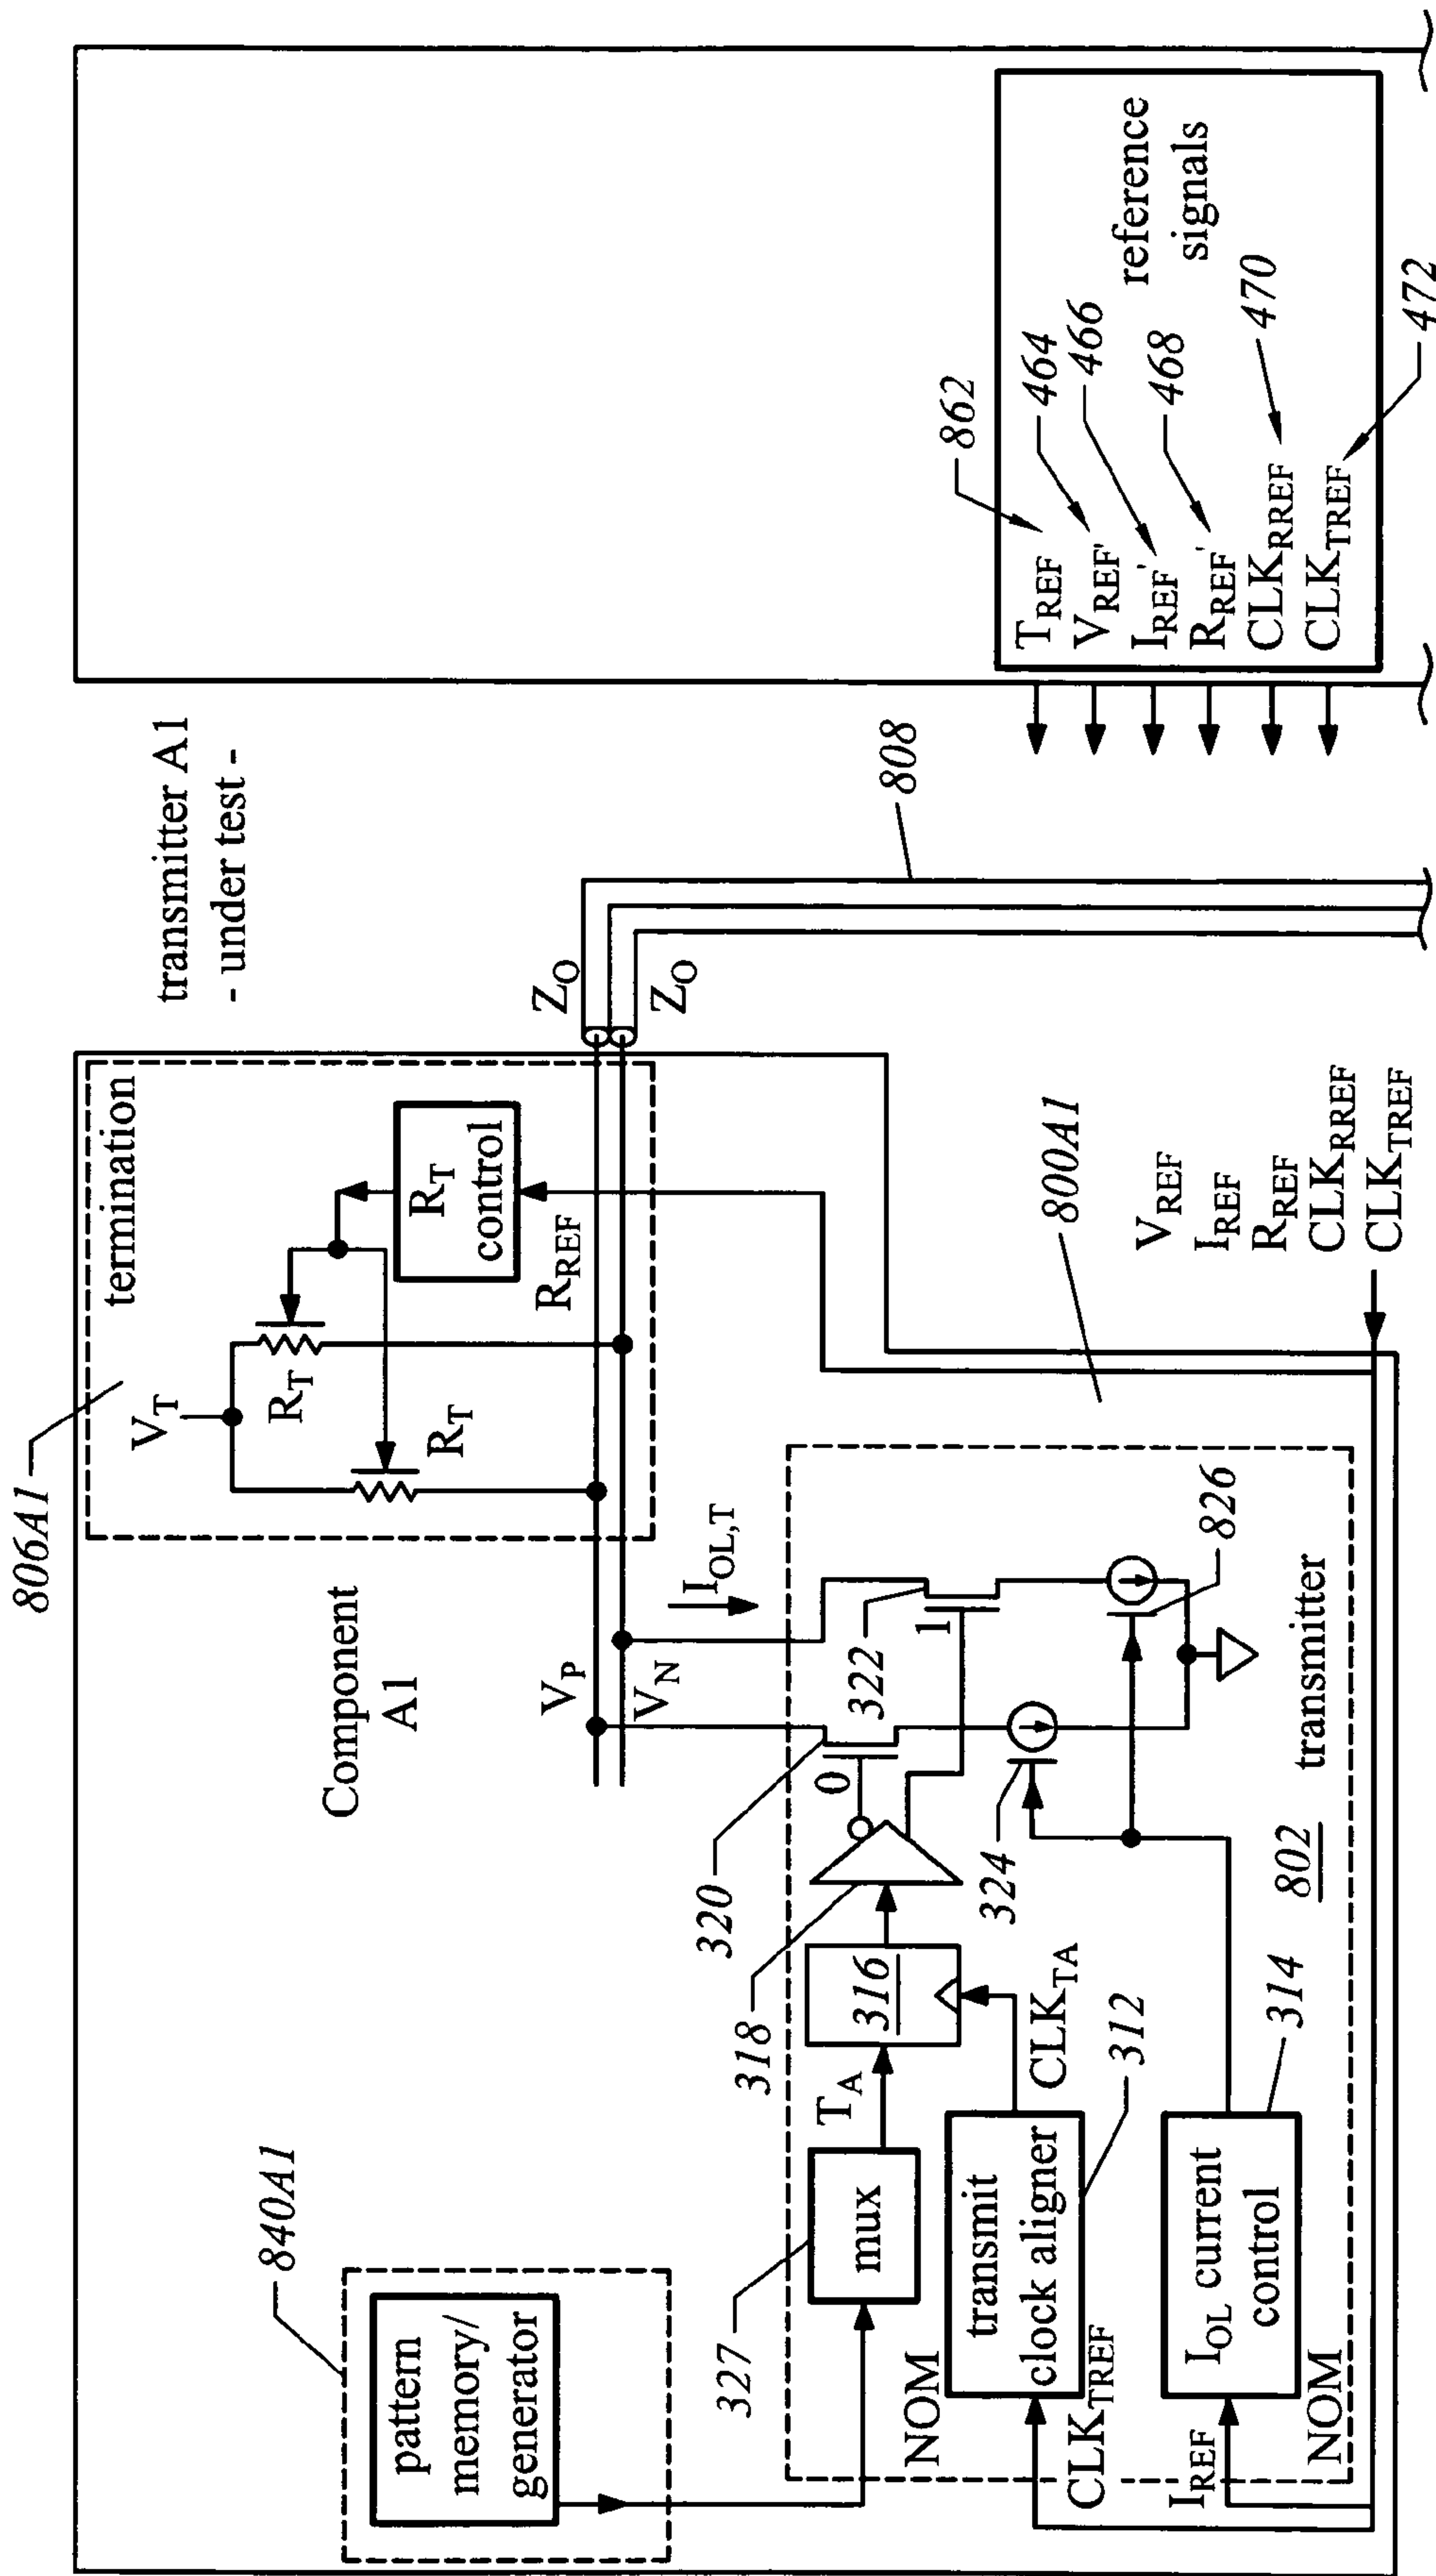 840A1
pattern
memory/
generator
Component
A1
806A1
termination
V_T
R_T
R_T
R_T
control
R_REF
transmitter A1
- under test -
V_P
V_N
I_OL,T
Z_O
Z_O
808
327
mux
T_A
316
318
320
0
322
1
NOM
transmit
clock aligner
CLK_TREF
CLK_TA
312
324
826
I_REF
I_OL current
control
NOM
314
802
transmitter
800A1
V_REF
I_REF
R_REF
CLK_RREF
CLK_TREF
862
T_REF
464
V_REF'
466
I_REF'
468
R_REF'
470
CLK_RREF
472
CLK_TREF
reference
signals